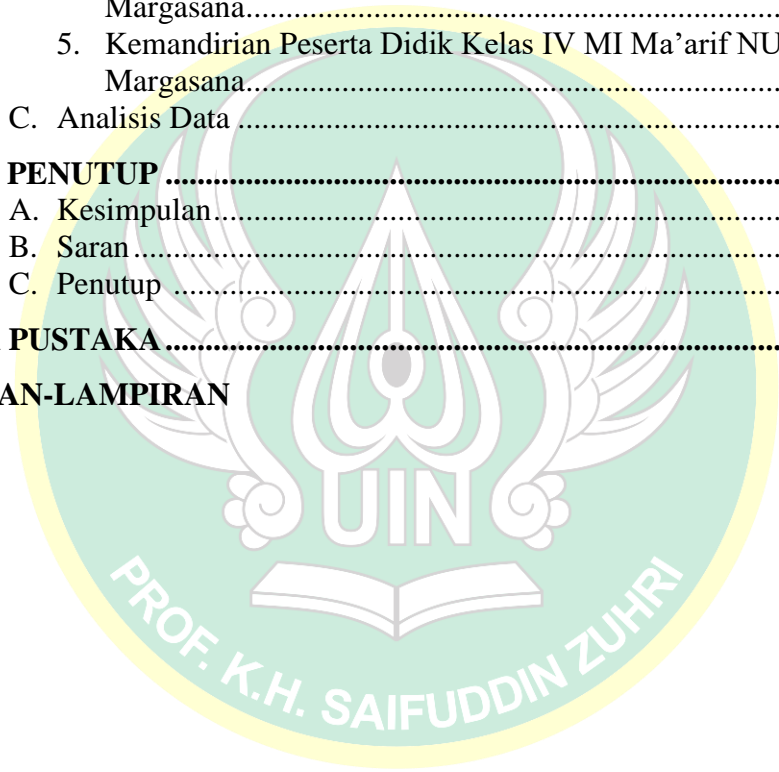 Margasana....................................................................
5. Kemandirian Peserta Didik Kelas IV MI Ma’arif NU
Margasana....................................................................
C. Analisis Data .....................................................................
PENUTUP ..............................................................................
A. Kesimpulan........................................................................
B. Saran .................................................................................
C. Penutup ............................................................................
PUSTAKA..............................................................................
AN-LAMPIRAN
UIN
PROF. K.H. SAIFUDDIN ZUHRI